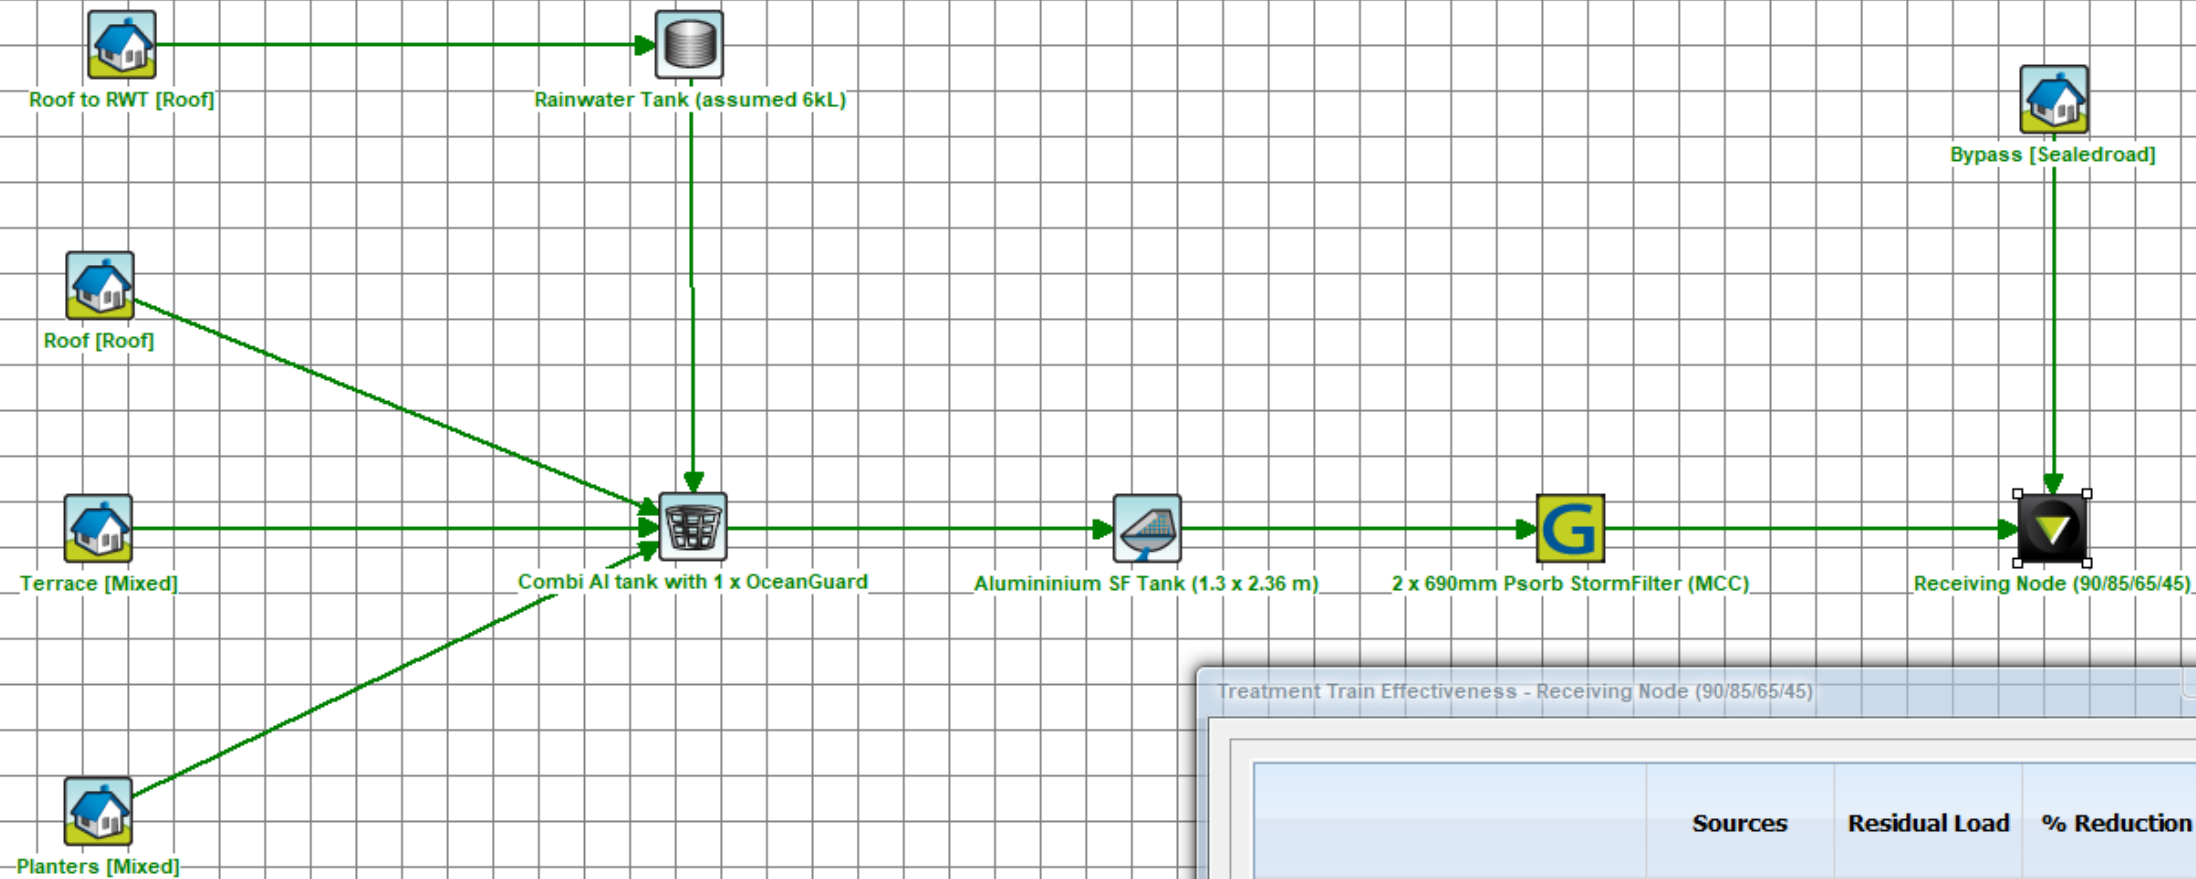 Roof to RWT [Roof]
Rainwater Tank (assumed 6kL)
Bypass [Sealedroad]
Roof [Roof]
Terrace [Mixed]
Combi Al tank with 1 x OceanGuard
Alumininium SF Tank (1.3 x 2.36 m)
G
2 x 690mm Psorb StormFilter (MCC)
Receiving Node (90/85/65/45)
Planters [Mixed]
Treatment Train Effectiveness - Receiving Node (90/85/65/45)
Sources Residual Load % Reduction